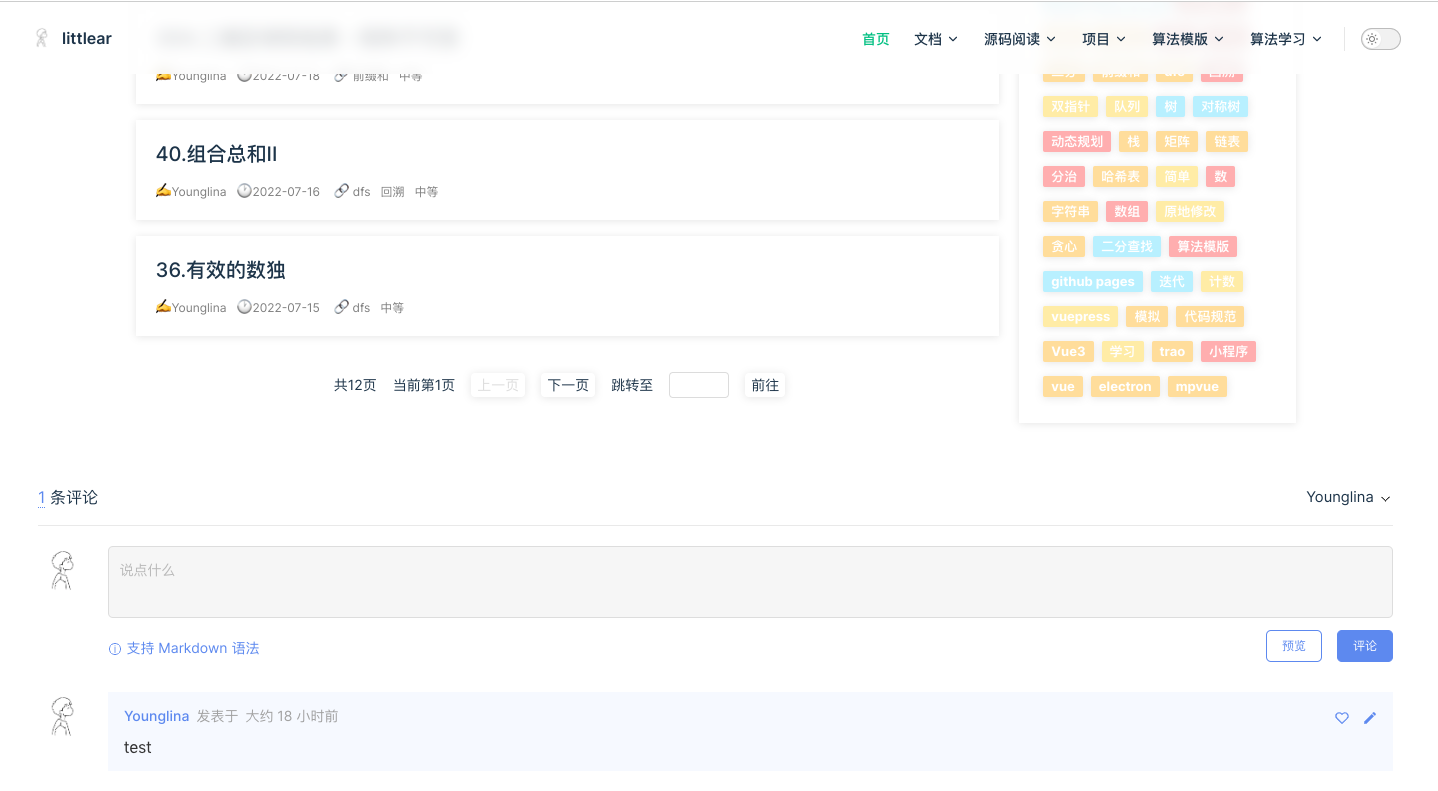 littlear
首页 文档 源码阅读 项目 算法模版 算法学习
Younglina 2022-07-18 前缀和 中等
40.组合总和II
Younglina 2022-07-16 dfs 回溯 中等
36.有效的数独
Younglina 2022-07-15 dfs 中等
共12页 当前第1页 上一页 下一页 跳转至 前往
双指针 队列 树 对称树
动态规划 栈 矩阵 链表
分治 哈希表 简单 数
字符串 数组 原地修改
贪心 二分查找 算法模版
github pages 迭代 计数
vuepress 模拟 代码规范
Vue3 学习 trao 小程序
vue electron mpvue
1 条评论
Younglina
说点什么
支持 Markdown 语法
预览 评论
Younglina 发表于 大约 18 小时前
test